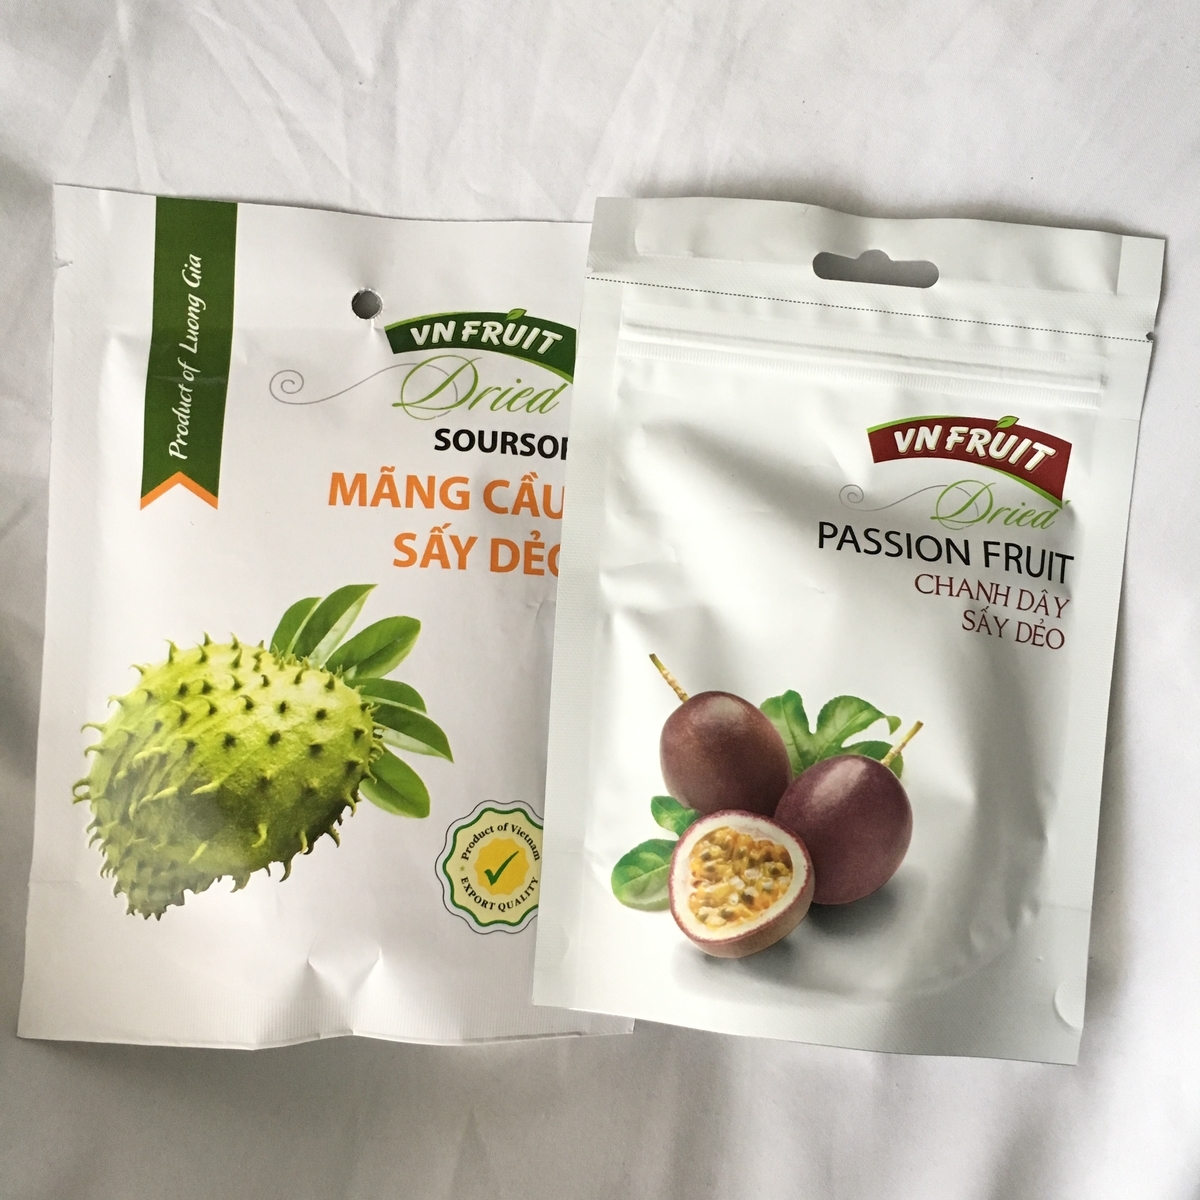 Product of Luong Gia
VN FRUIT
Dried
SOURSOP
MÃNG CẦU
SẤY DẺO
Product of Vietnam
EXPORT QUALITY
VN FRUIT
Dried
PASSION FRUIT
CHANH DÂY
SẤY DẺO